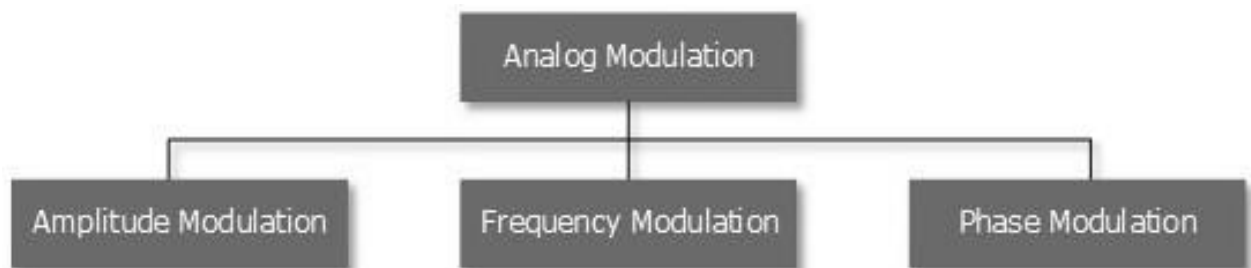 Analog Modulation
Amplitude Modulation
Frequency Modulation
Phase Modulation